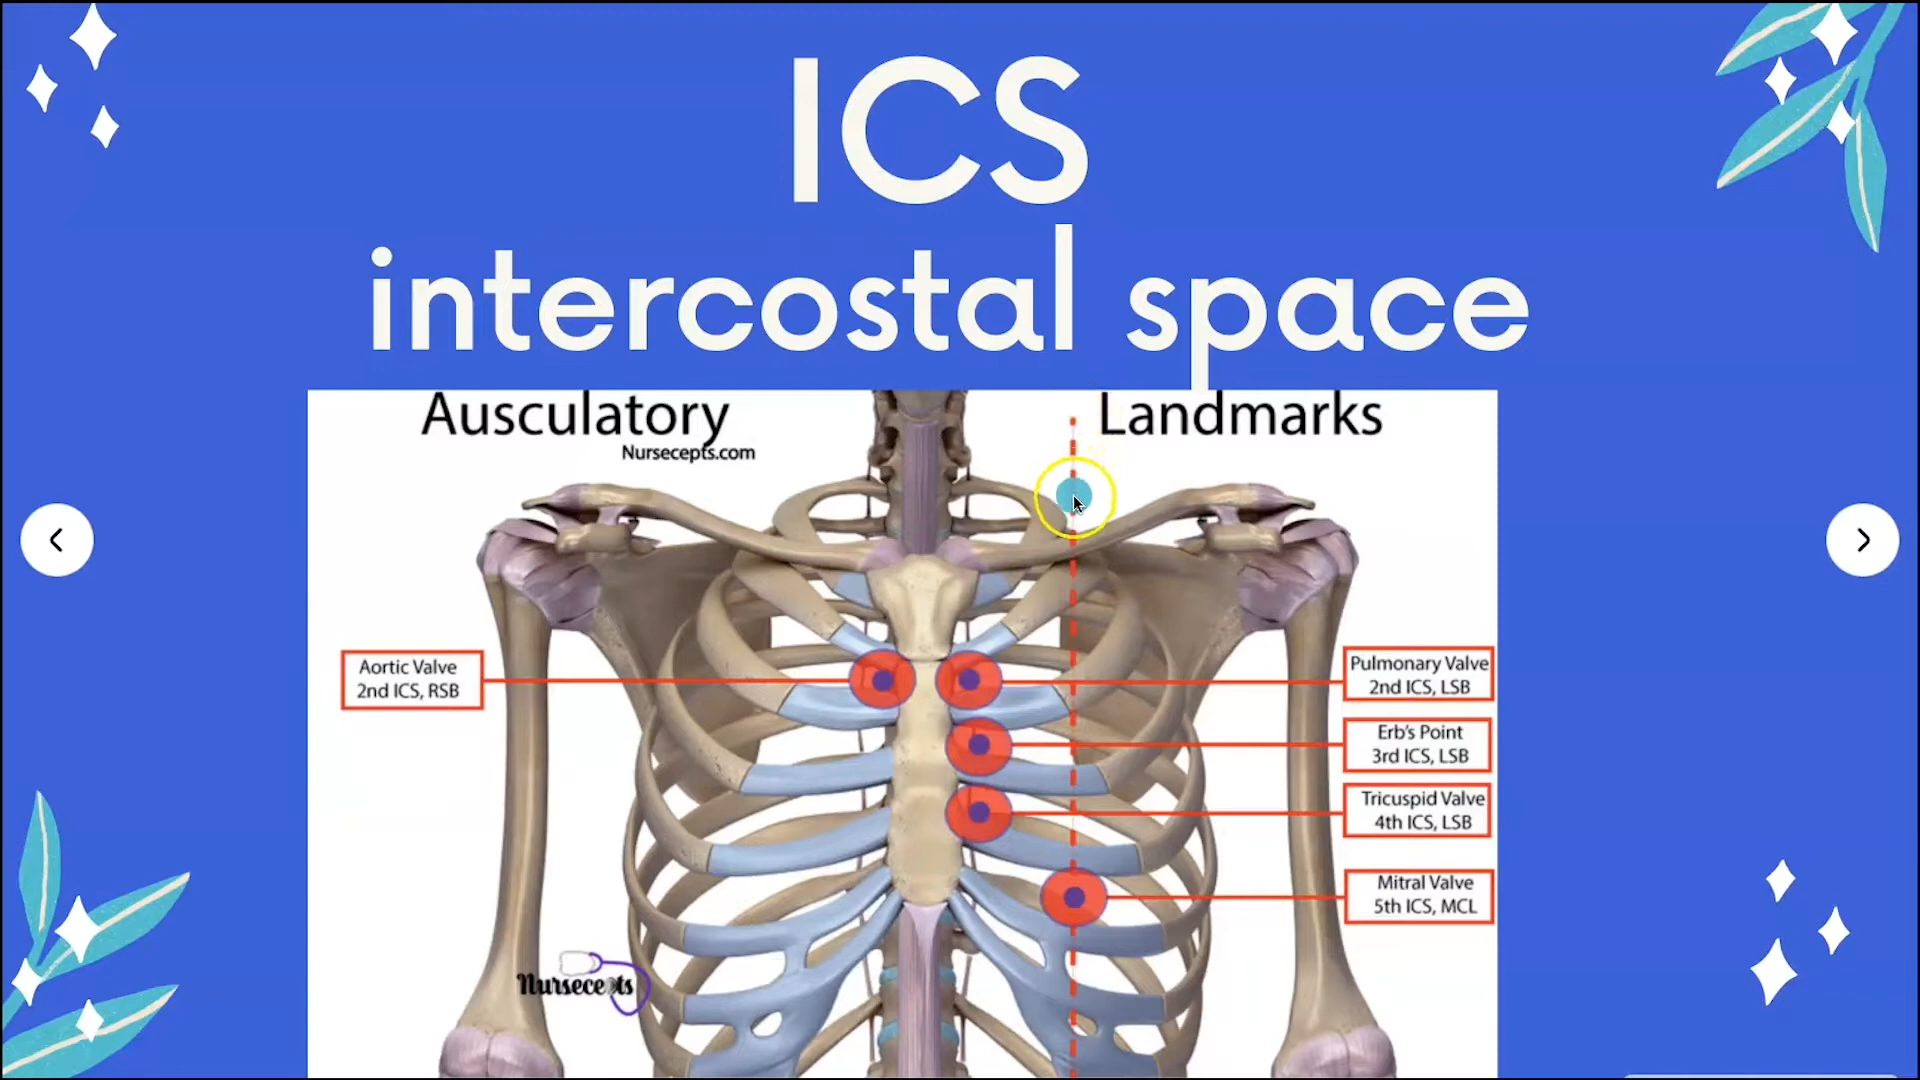 ICS
intercostal space
Ausculatory
Landmarks
Nursecepts.com
Aortic Valve
2nd ICS, RSB
Pulmonary Valve
2nd ICS, LSB
Erb's Point
3rd ICS, LSB
Tricuspid Valve
4th ICS, LSB
Mitral Valve
5th ICS, MCL
Nursecepts